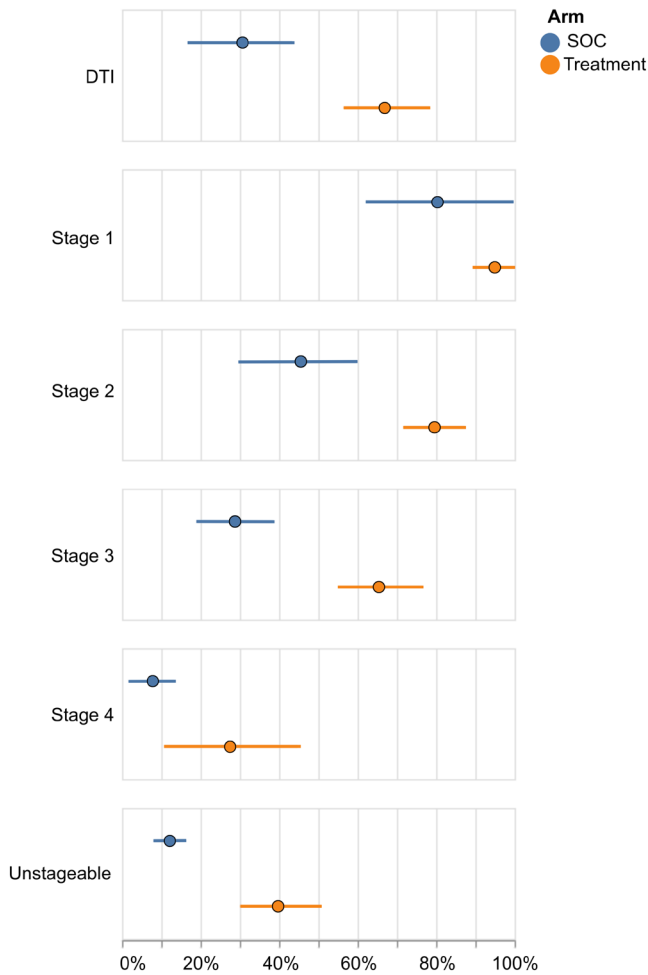 Arm
SOC
Treatment
DTI
Stage 1
Stage 2
Stage 3
Stage 4
Unstageable
0% 20% 40% 60% 80% 100%